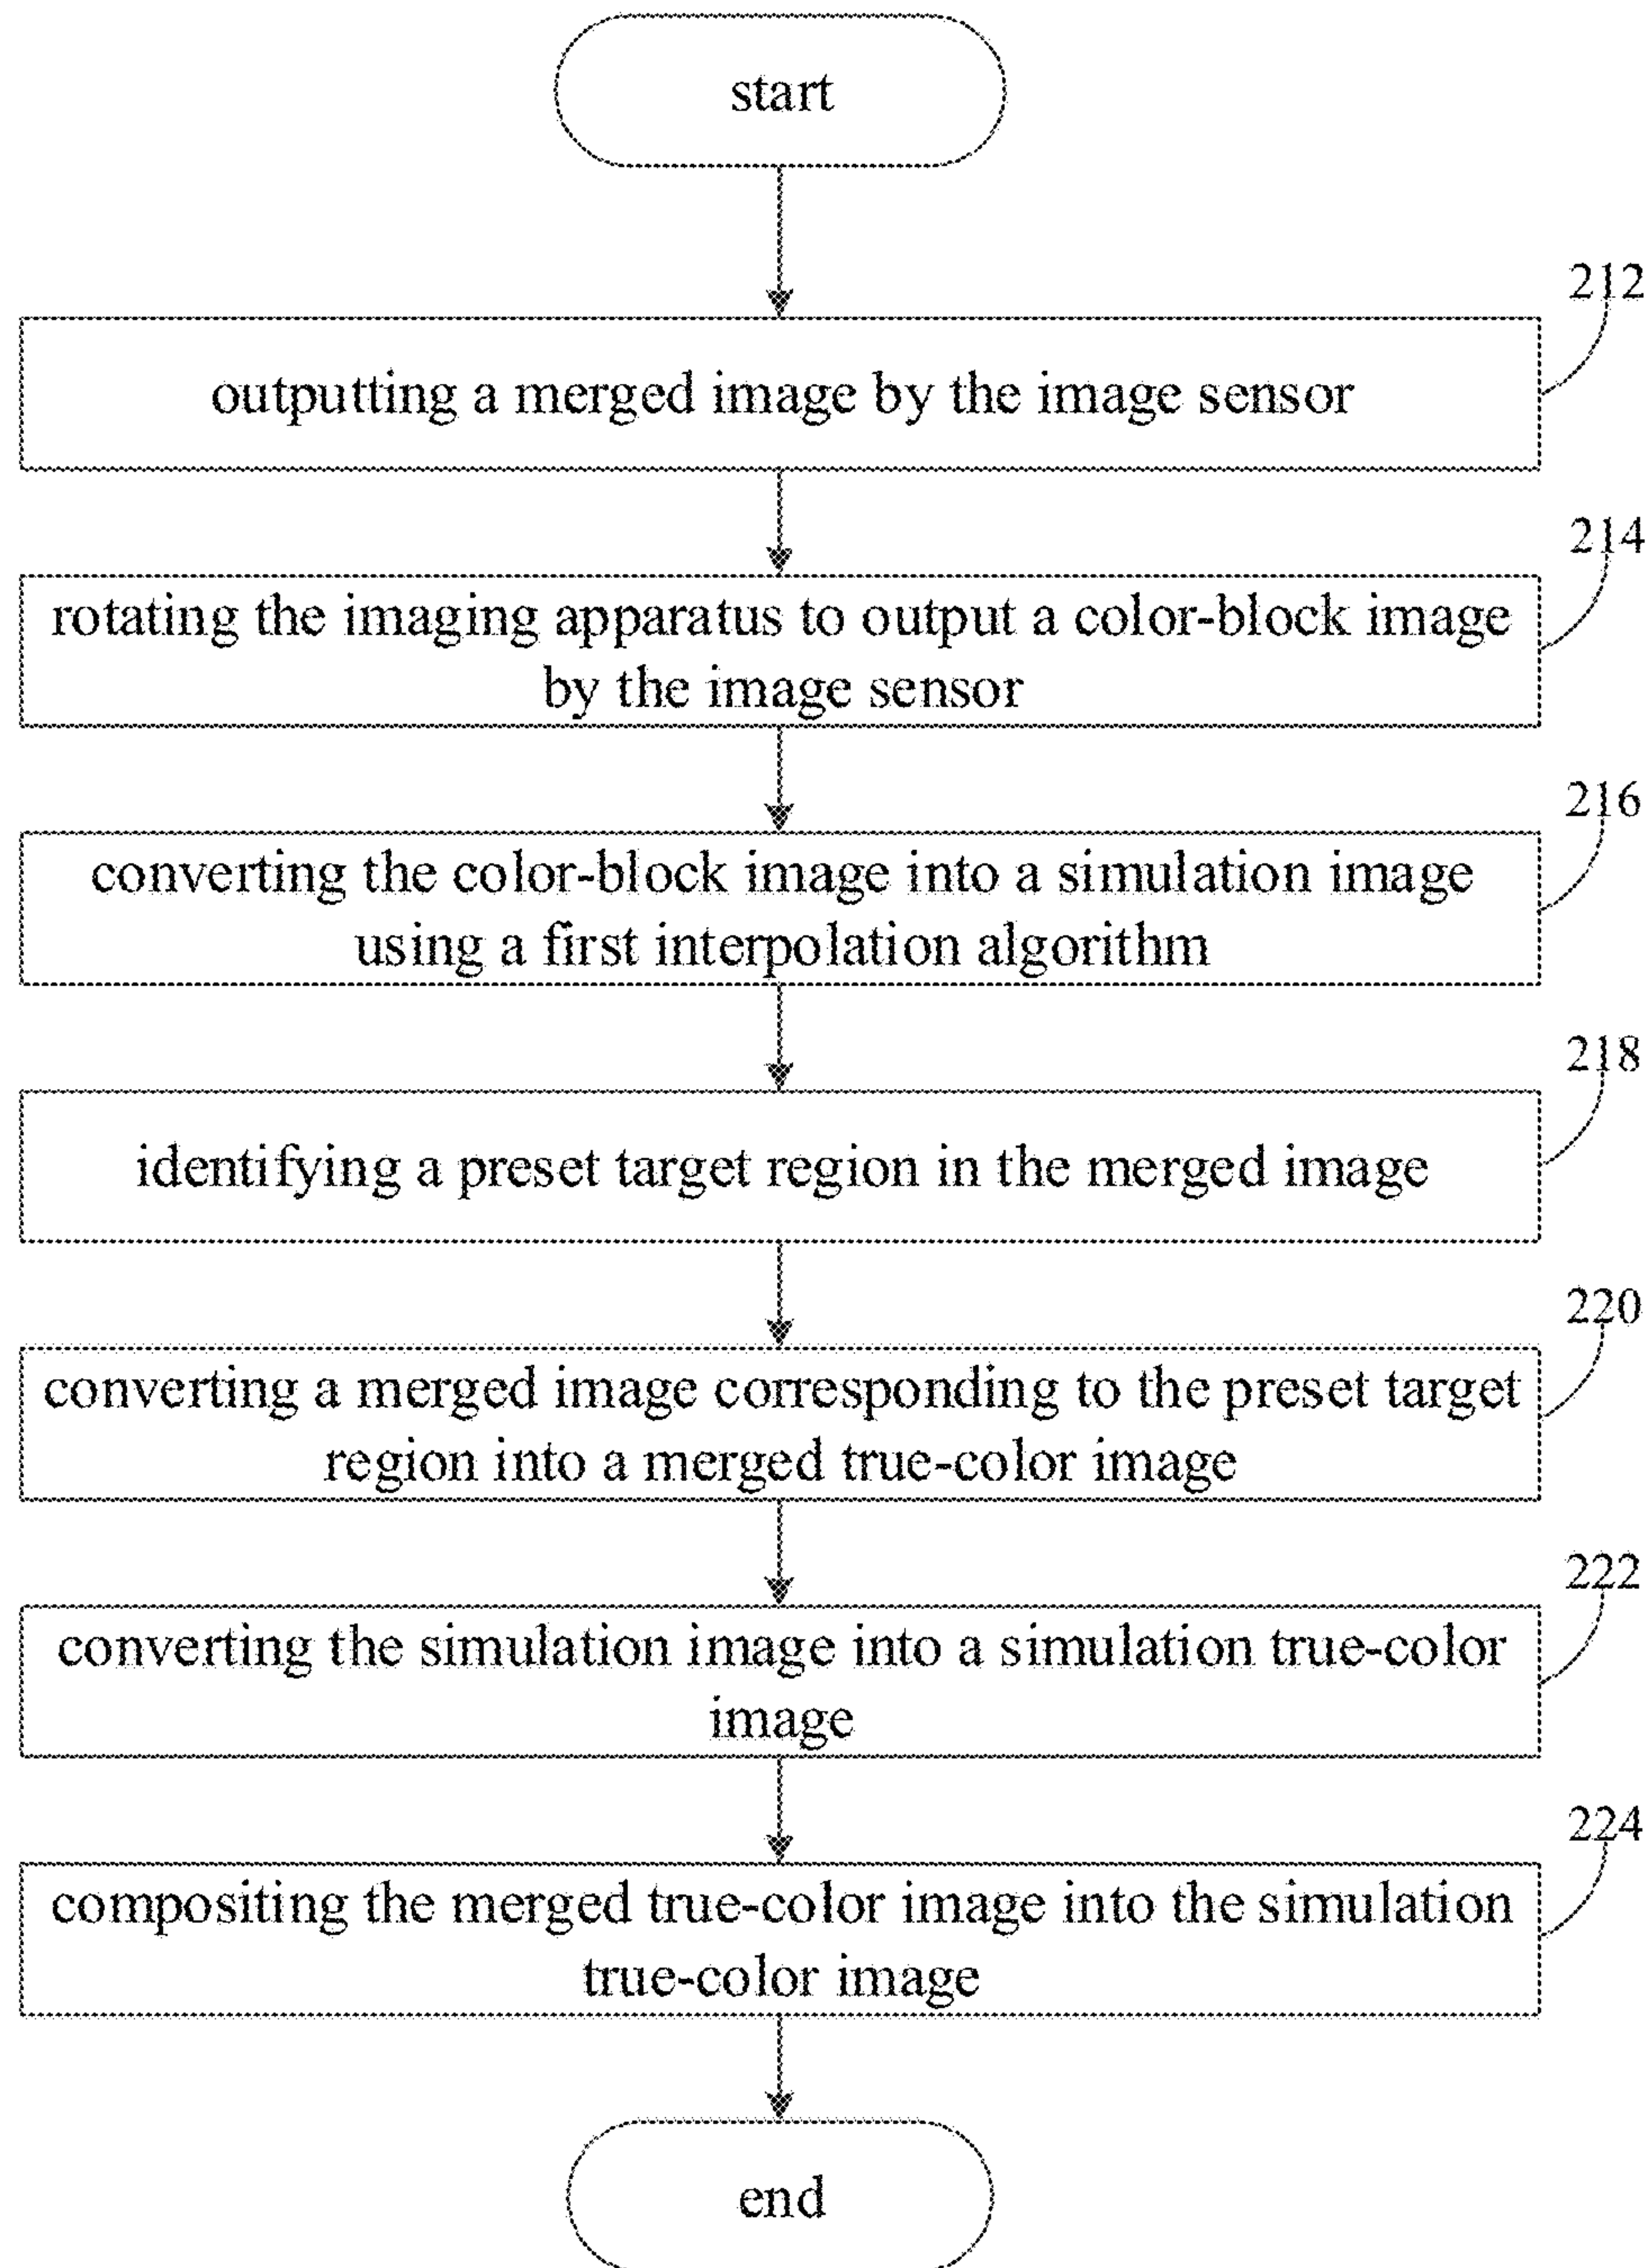 start
212
outputting a merged image by the image sensor
214
rotating the imaging apparatus to output a color-block image
by the image sensor
216
converting the color-block image into a simulation image
using a first interpolation algorithm
218
identifying a preset target region in the merged image
220
converting a merged image corresponding to the preset target
region into a merged true-color image
222
converting the simulation image into a simulation true-color
image
224
compositing the merged true-color image into the simulation
true-color image
end